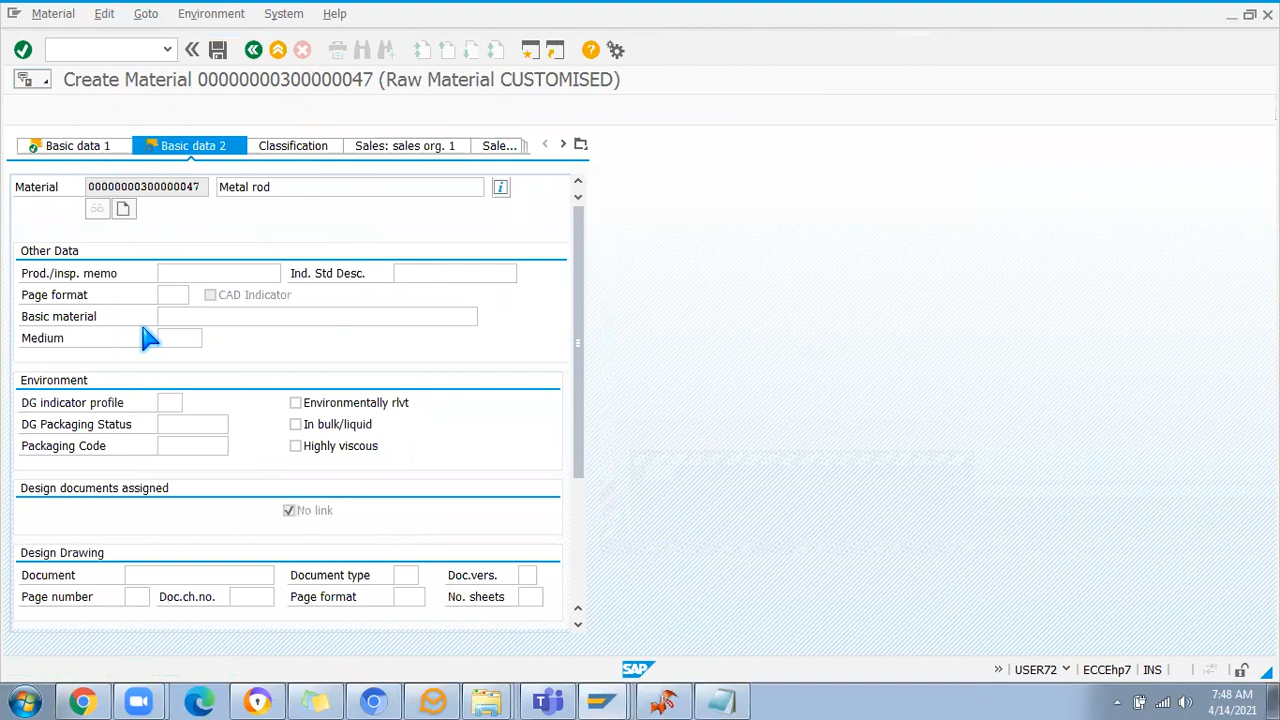 Material Edit Goto Environment System Help
Create Material 00000000300000047 (Raw Material CUSTOMISED)
Basic data 1 Basic data 2 Classification Sales: sales org. 1 Sale...
Material 00000000300000047 Metal rod
Other Data
Prod./insp. memo Ind. Std Desc.
Page format CAD Indicator
Basic material
Medium
Environment
DG indicator profile Environmentally rlvt
DG Packaging Status In bulk/liquid
Packaging Code Highly viscous
Design documents assigned
No link
Design Drawing
Document Document type Doc.vers.
Page number Doc.ch.no. Page format No. sheets
SAP » USER72 ECCEhp7 INS
7:48 AM
4/14/2021